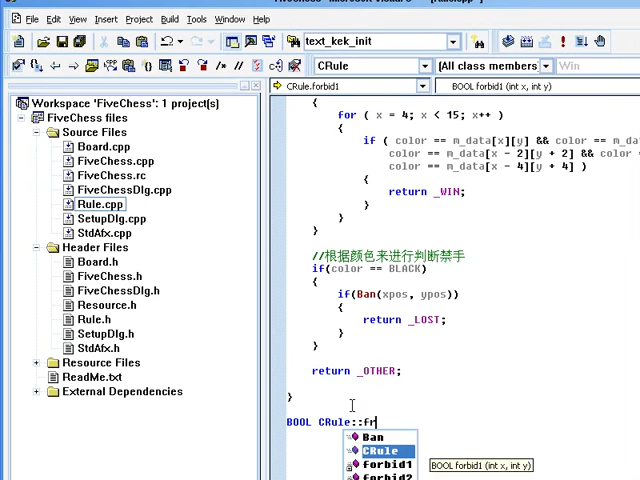 File Edit View Insert Project Build Tools Window Help
text_kek_init
CRule (All class members) Win
CRule.forbid1 BOOL forbid1 (int x, int y)
Workspace 'FiveChess': 1 project(s)
FiveChess files
Source Files
Board.cpp
FiveChess.cpp
FiveChess.rc
FiveChessDlg.cpp
Rule.cpp
SetupDlg.cpp
StdAfx.cpp
Header Files
Board.h
FiveChess.h
FiveChessDlg.h
Resource.h
Rule.h
SetupDlg.h
StdAfx.h
Resource Files
ReadMe.txt
External Dependencies
{
for ( x = 4; x < 15; x++ )
{
if ( color == m_data[x][y] && color == m_da
color == m_data[x - 2][y + 2] && 
color == m_data[x - 4][y + 4] )
{
return _WIN;
}
}
}
//根据颜色来进行判断禁手
if(color == BLACK)
{
if(Ban(xpos, ypos))
{
return _LOST;
}
}
return _OTHER;
}
BOOL CRule::fr
Ban
CRule
forbid1
forbid2
BOOL forbid1 (int x, int y)